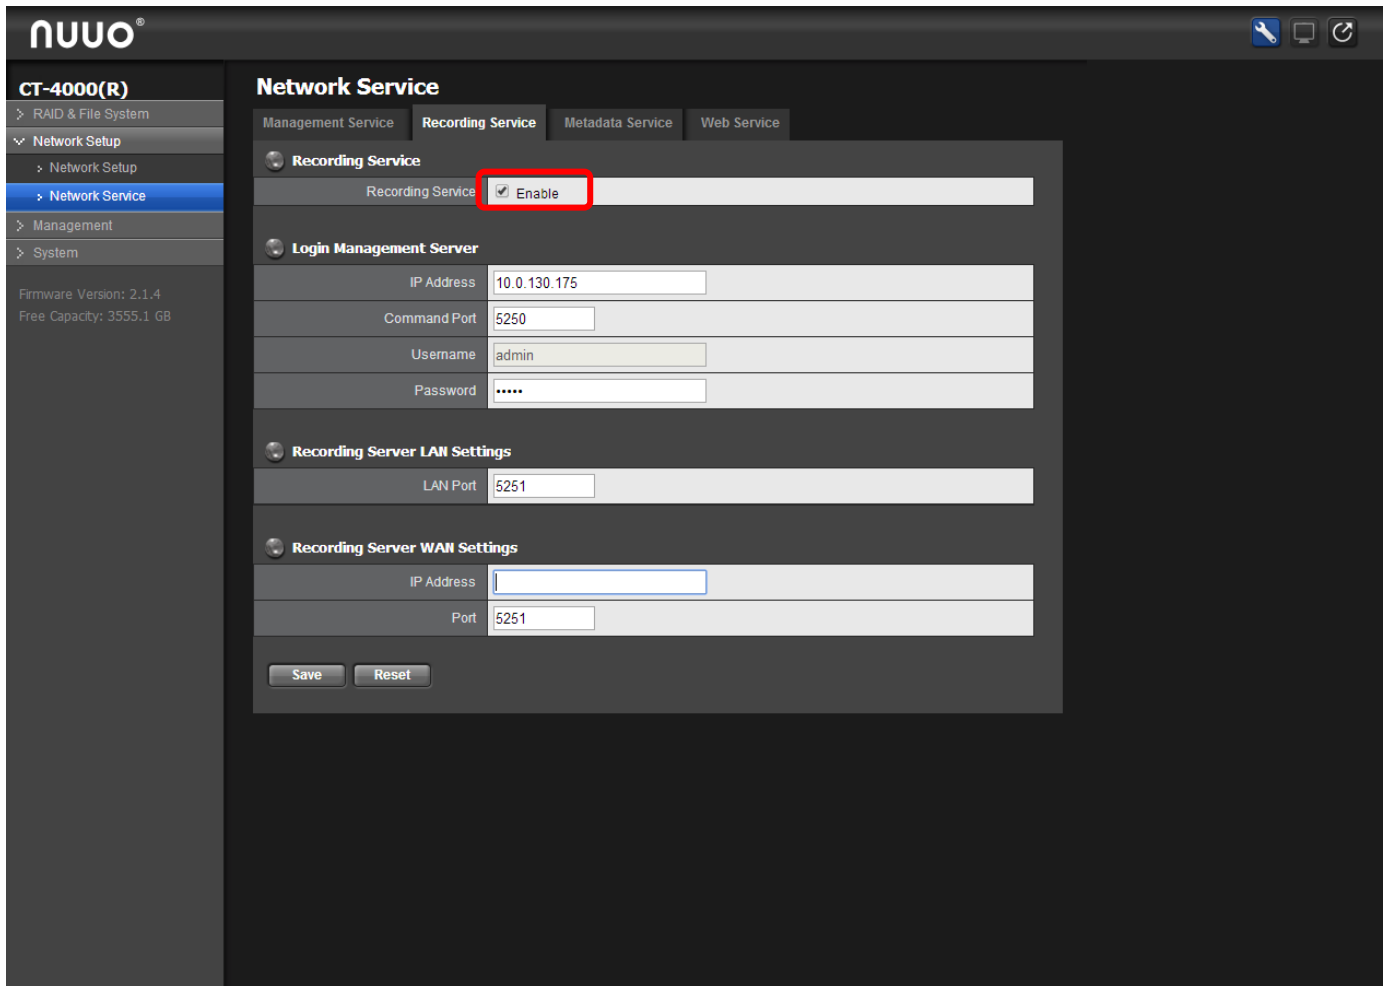 nuuo®
CT-4000(R)
RAID & File System
Network Setup
Network Setup
Network Service
Management
System
Firmware Version: 2.1.4
Free Capacity: 3555.1 GB
Network Service
Management Service Recording Service Metadata Service Web Service
Recording Service
Recording Service Enable
Login Management Server
IP Address 10.0.130.175
Command Port 5250
Username admin
Password •••••
Recording Server LAN Settings
LAN Port 5251
Recording Server WAN Settings
IP Address
Port 5251
Save Reset